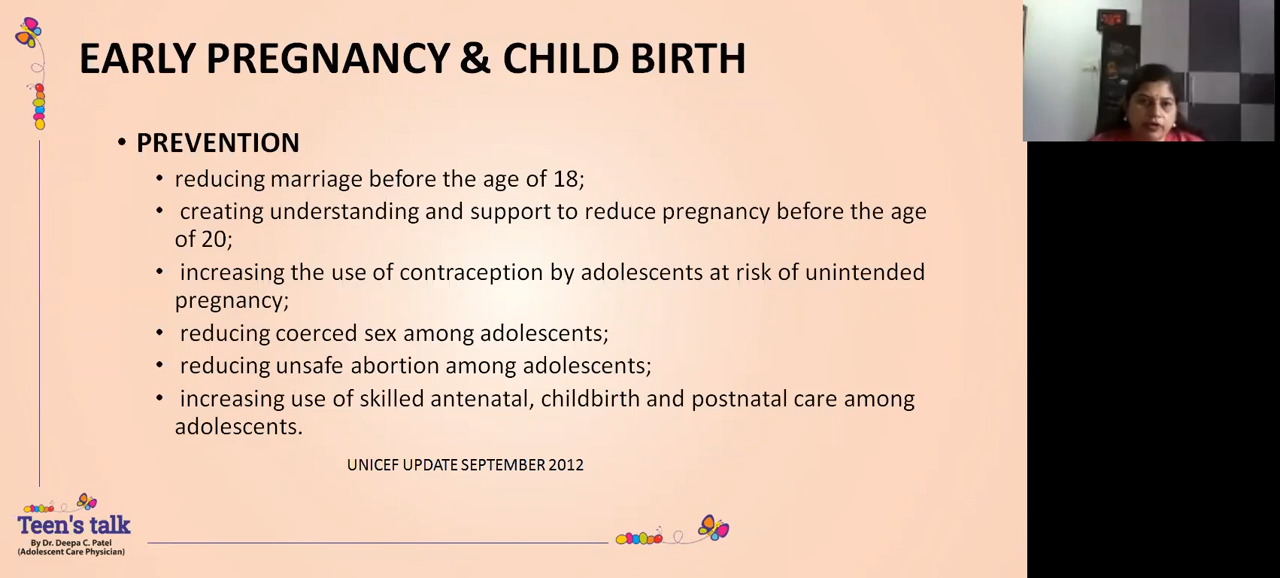 EARLY PREGNANCY & CHILD BIRTH
• PREVENTION
• reducing marriage before the age of 18;
• creating understanding and support to reduce pregnancy before the age
of 20;
• increasing the use of contraception by adolescents at risk of unintended
pregnancy;
• reducing coerced sex among adolescents;
• reducing unsafe abortion among adolescents;
• increasing use of skilled antenatal, childbirth and postnatal care among
adolescents.
UNICEF UPDATE SEPTEMBER 2012
Teen's talk
By Dr. Deepa C. Patel
(Adolescent Care Physician)